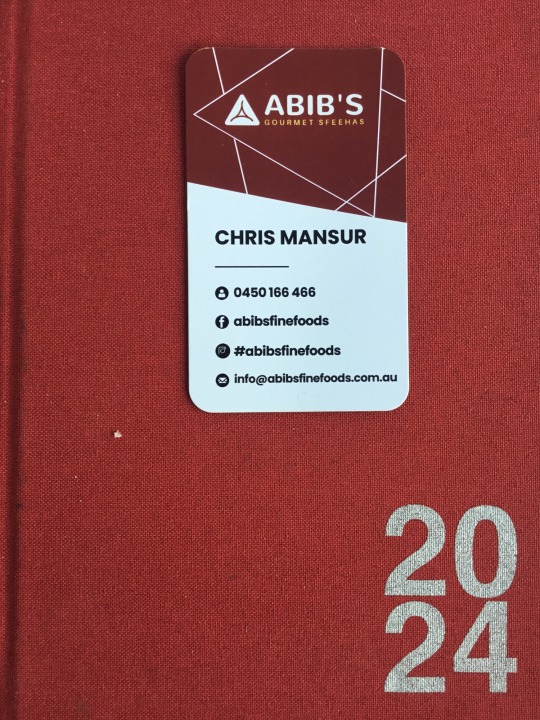 ABIB'S
GOURMET SFEEHAS
CHRIS MANSUR
0450 166 466
abibsfinefoods
#abibsfinefoods
info@abibsfinefoods.com.au
20
24